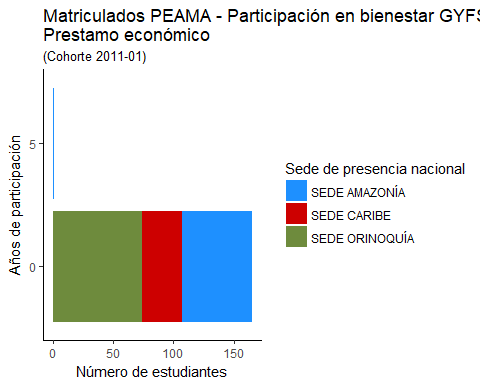 Matriculados PEAMA - Participación en bienestar GYFS
Prestamo económico
(Cohorte 2011-01)
Años de participación
5
0
0
50
100
150
Número de estudiantes
Sede de presencia nacional
SEDE AMAZONÍA
SEDE CARIBE
SEDE ORINOQUÍA